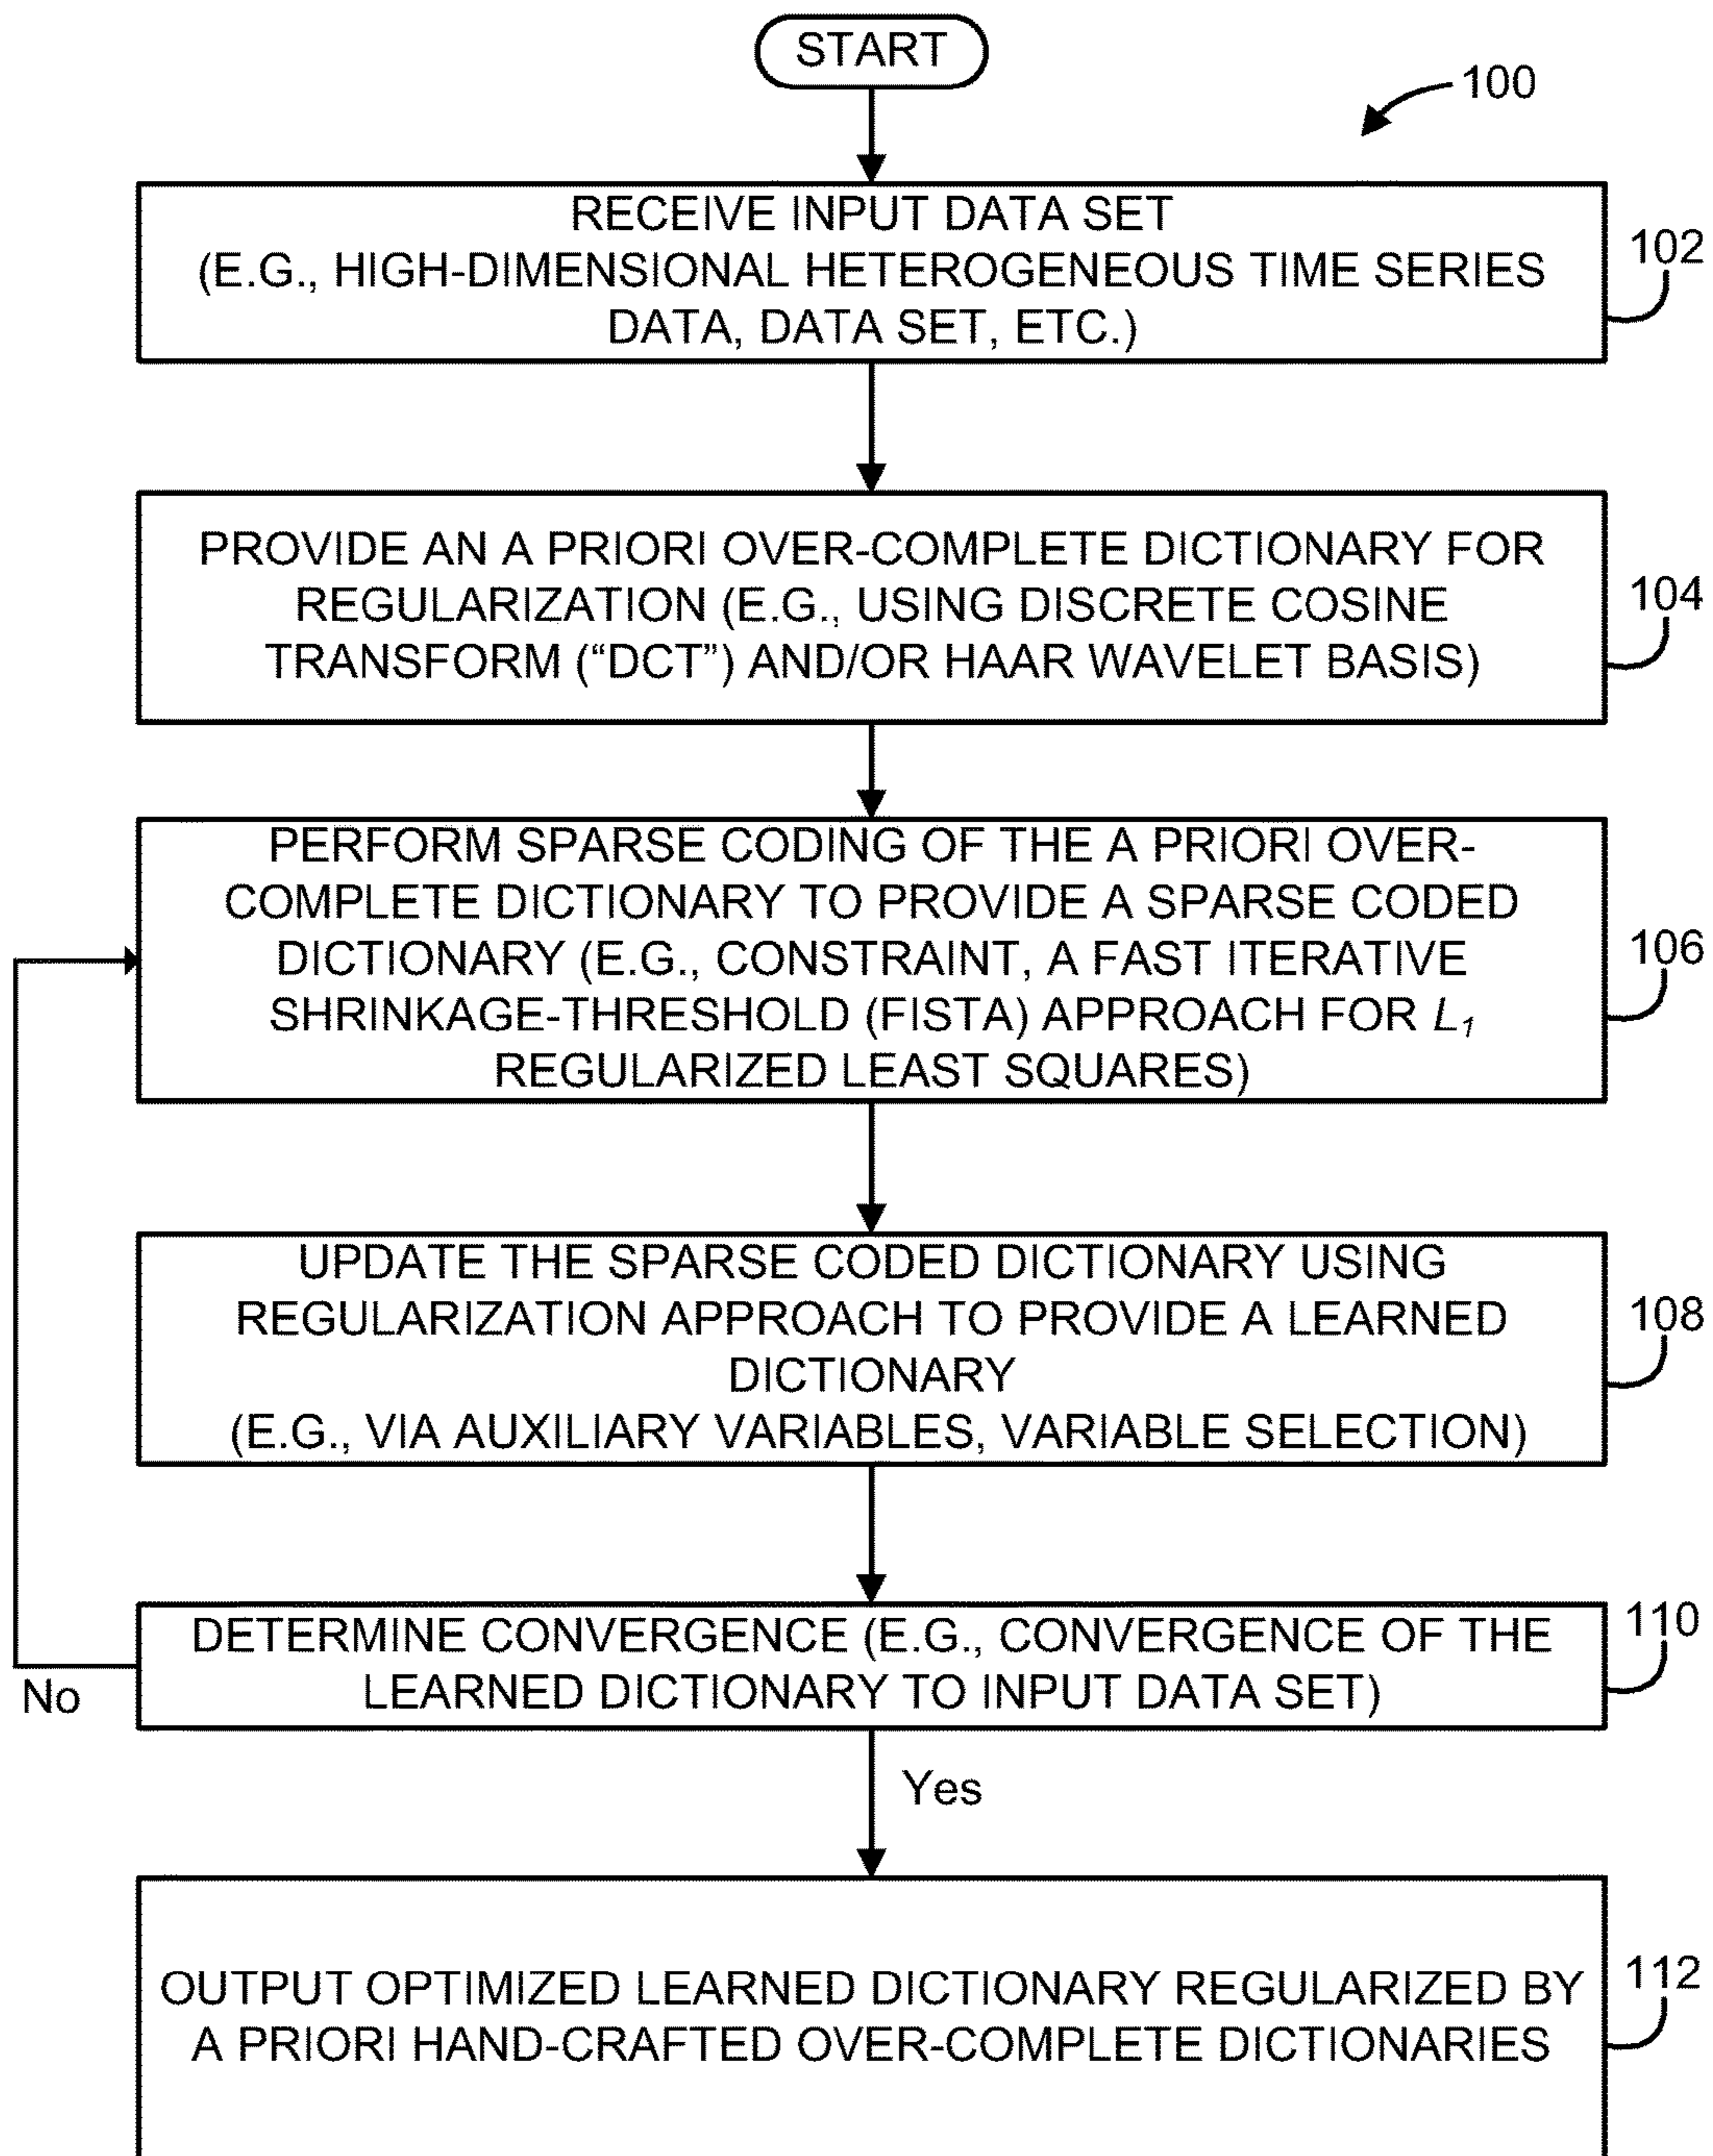 START
100
RECEIVE INPUT DATA SET
(E.G., HIGH-DIMENSIONAL HETEROGENEOUS TIME SERIES
DATA, DATA SET, ETC.)
102
PROVIDE AN A PRIORI OVER-COMPLETE DICTIONARY FOR
REGULARIZATION (E.G., USING DISCRETE COSINE
TRANSFORM (“DCT”) AND/OR HAAR WAVELET BASIS)
104
PERFORM SPARSE CODING OF THE A PRIORI OVER-
COMPLETE DICTIONARY TO PROVIDE A SPARSE CODED
DICTIONARY (E.G., CONSTRAINT, A FAST ITERATIVE
SHRINKAGE-THRESHOLD (FISTA) APPROACH FOR L1
REGULARIZED LEAST SQUARES)
106
UPDATE THE SPARSE CODED DICTIONARY USING
REGULARIZATION APPROACH TO PROVIDE A LEARNED
DICTIONARY
(E.G., VIA AUXILIARY VARIABLES, VARIABLE SELECTION)
108
DETERMINE CONVERGENCE (E.G., CONVERGENCE OF THE
LEARNED DICTIONARY TO INPUT DATA SET)
110
No
Yes
OUTPUT OPTIMIZED LEARNED DICTIONARY REGULARIZED BY
A PRIORI HAND-CRAFTED OVER-COMPLETE DICTIONARIES
112